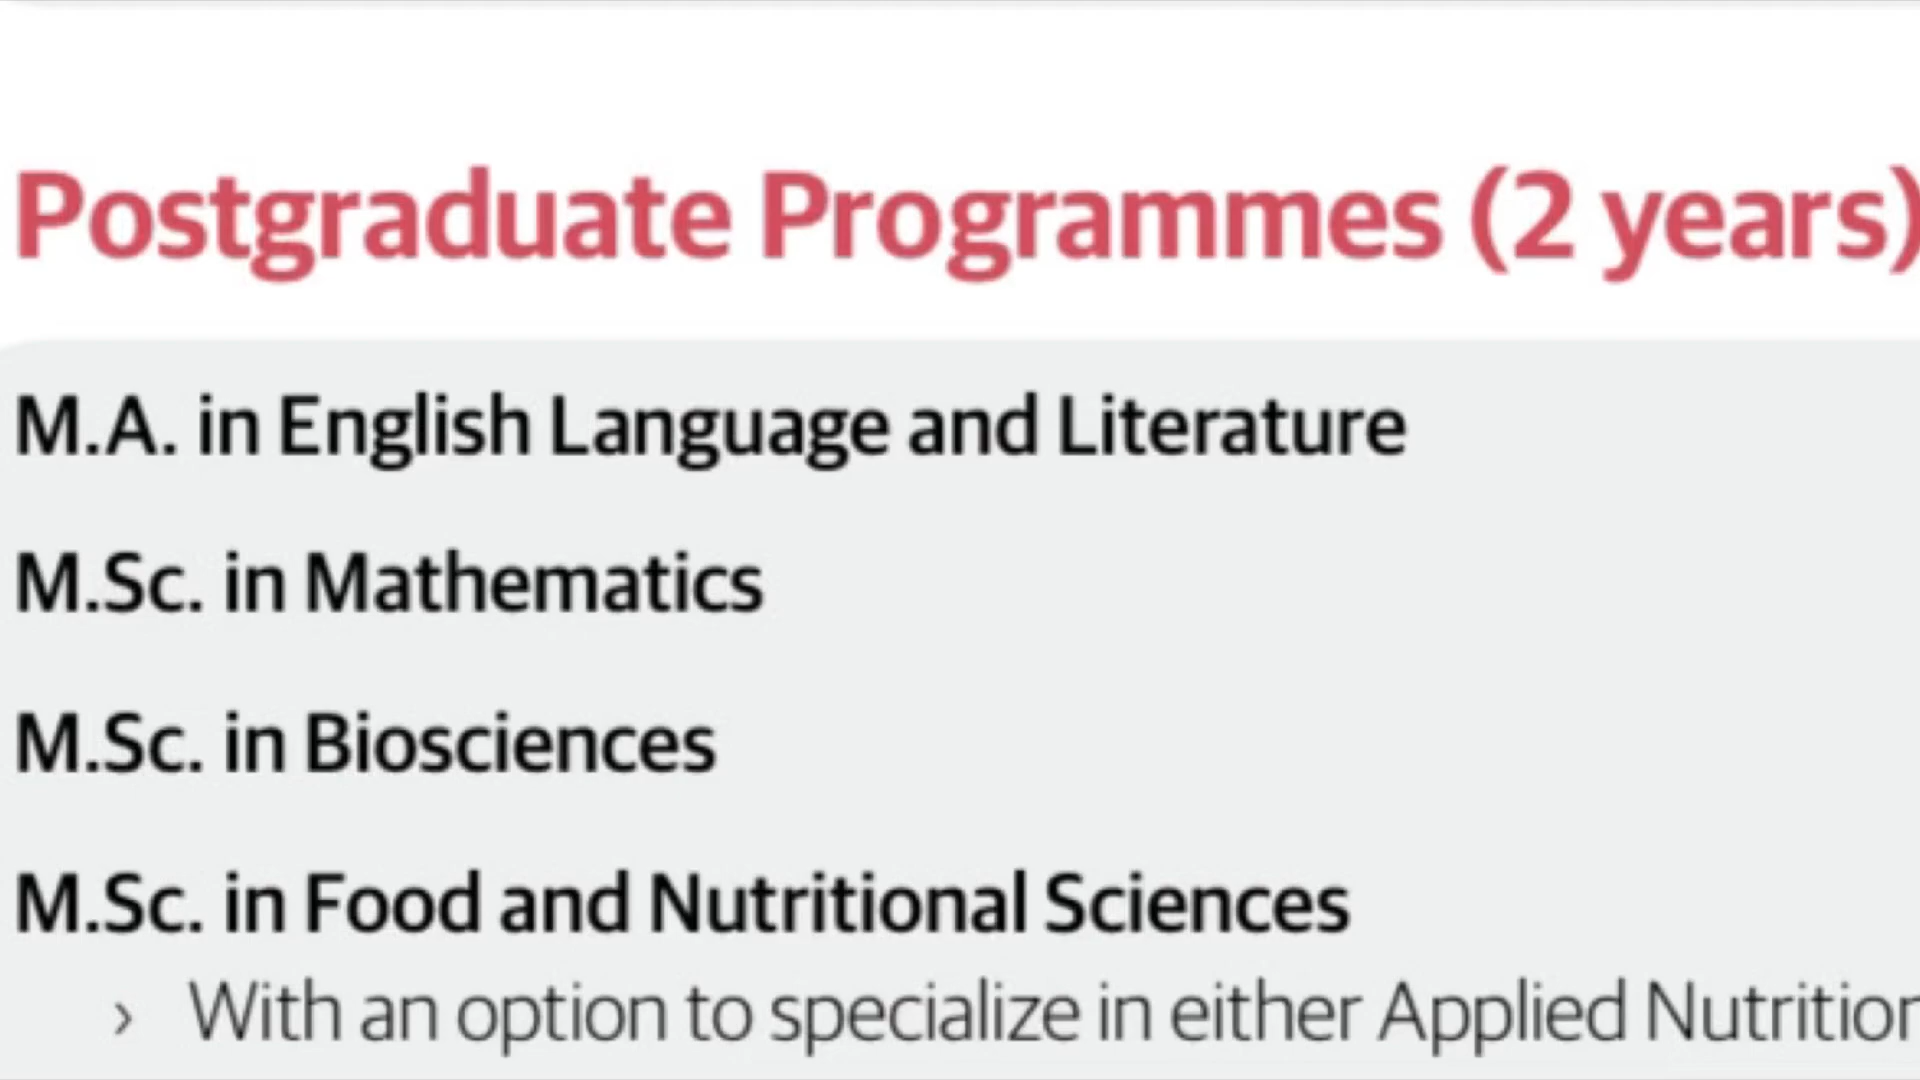 Postgraduate Programmes (2 years)
M.A. in English Language and Literature
M.Sc. in Mathematics
M.Sc. in Biosciences
M.Sc. in Food and Nutritional Sciences
› With an option to specialize in either Applied Nutrition